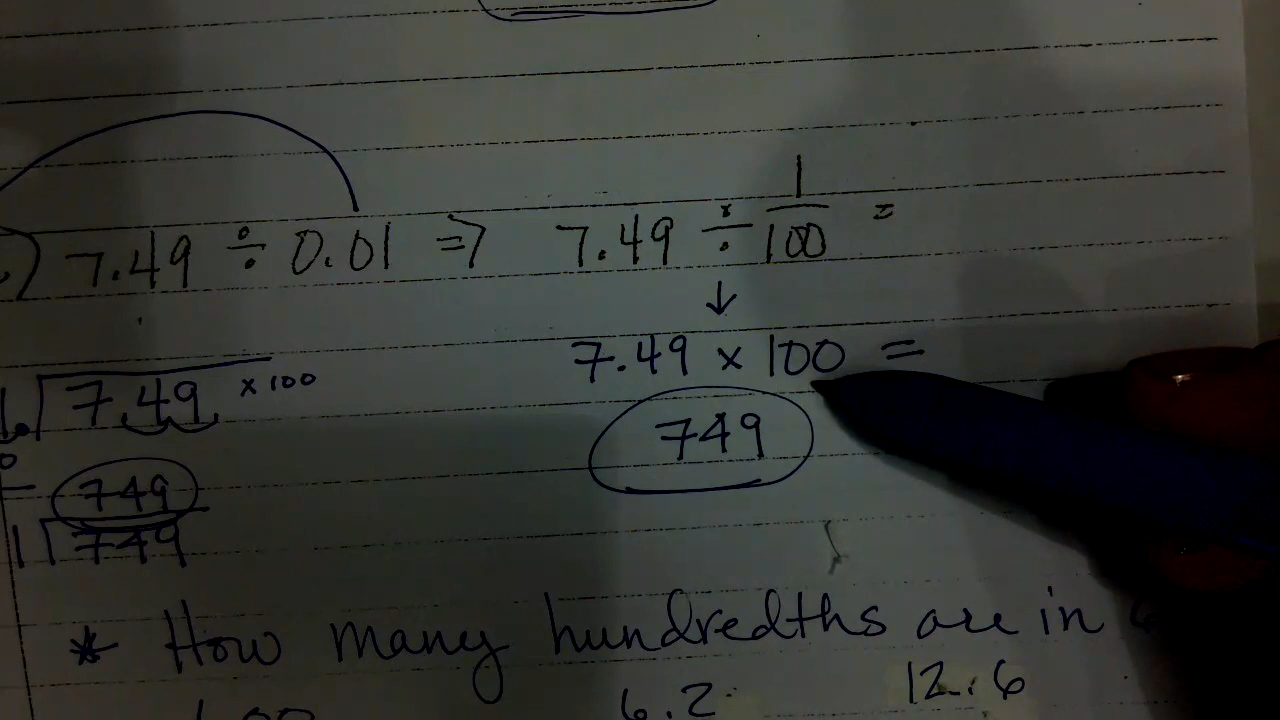 7.49 ÷ 0.01 => 7.49 ÷ 1/100 =
↓
7.49 x 100 =
749
7.49 x 100
749
1 749
* How many hundredths are in
6.2 12.6